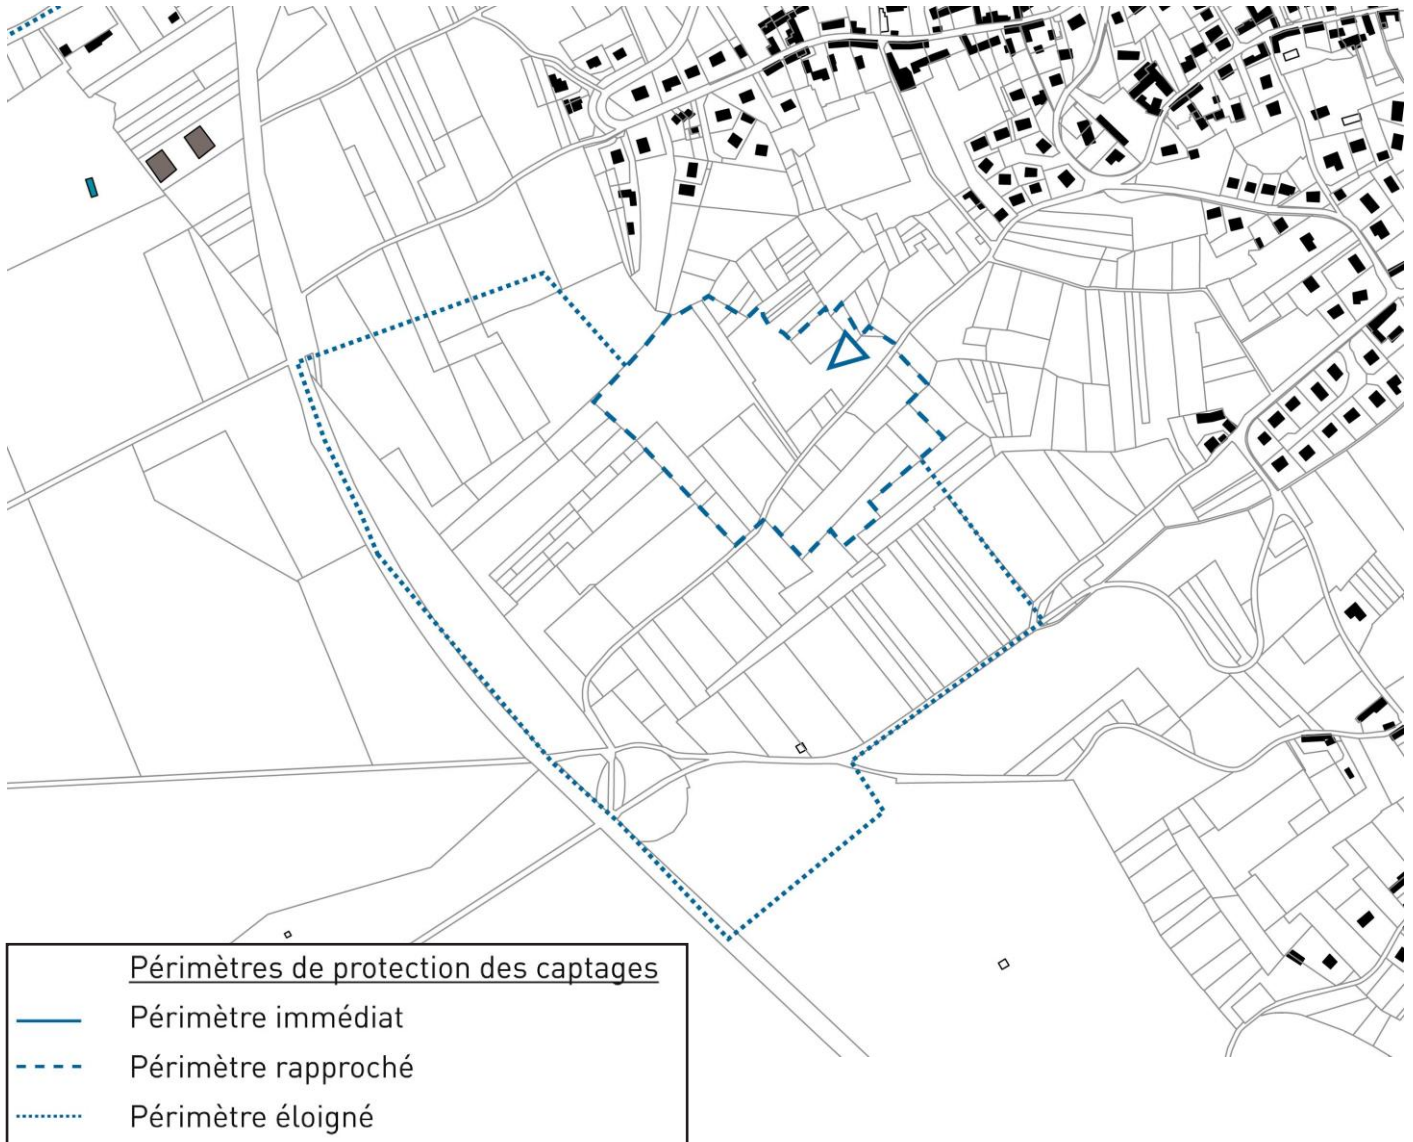 Périmètres de protection des captages
Périmètre immédiat
Périmètre rapproché
Périmètre éloigné